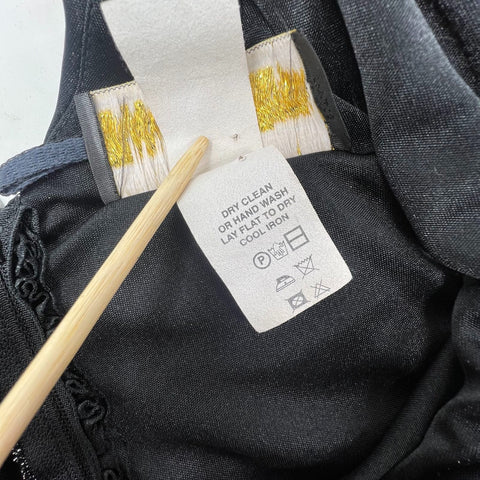 DRY CLEAN
OR HAND WASH
LAY FLAT TO DRY
COOL IRON
P